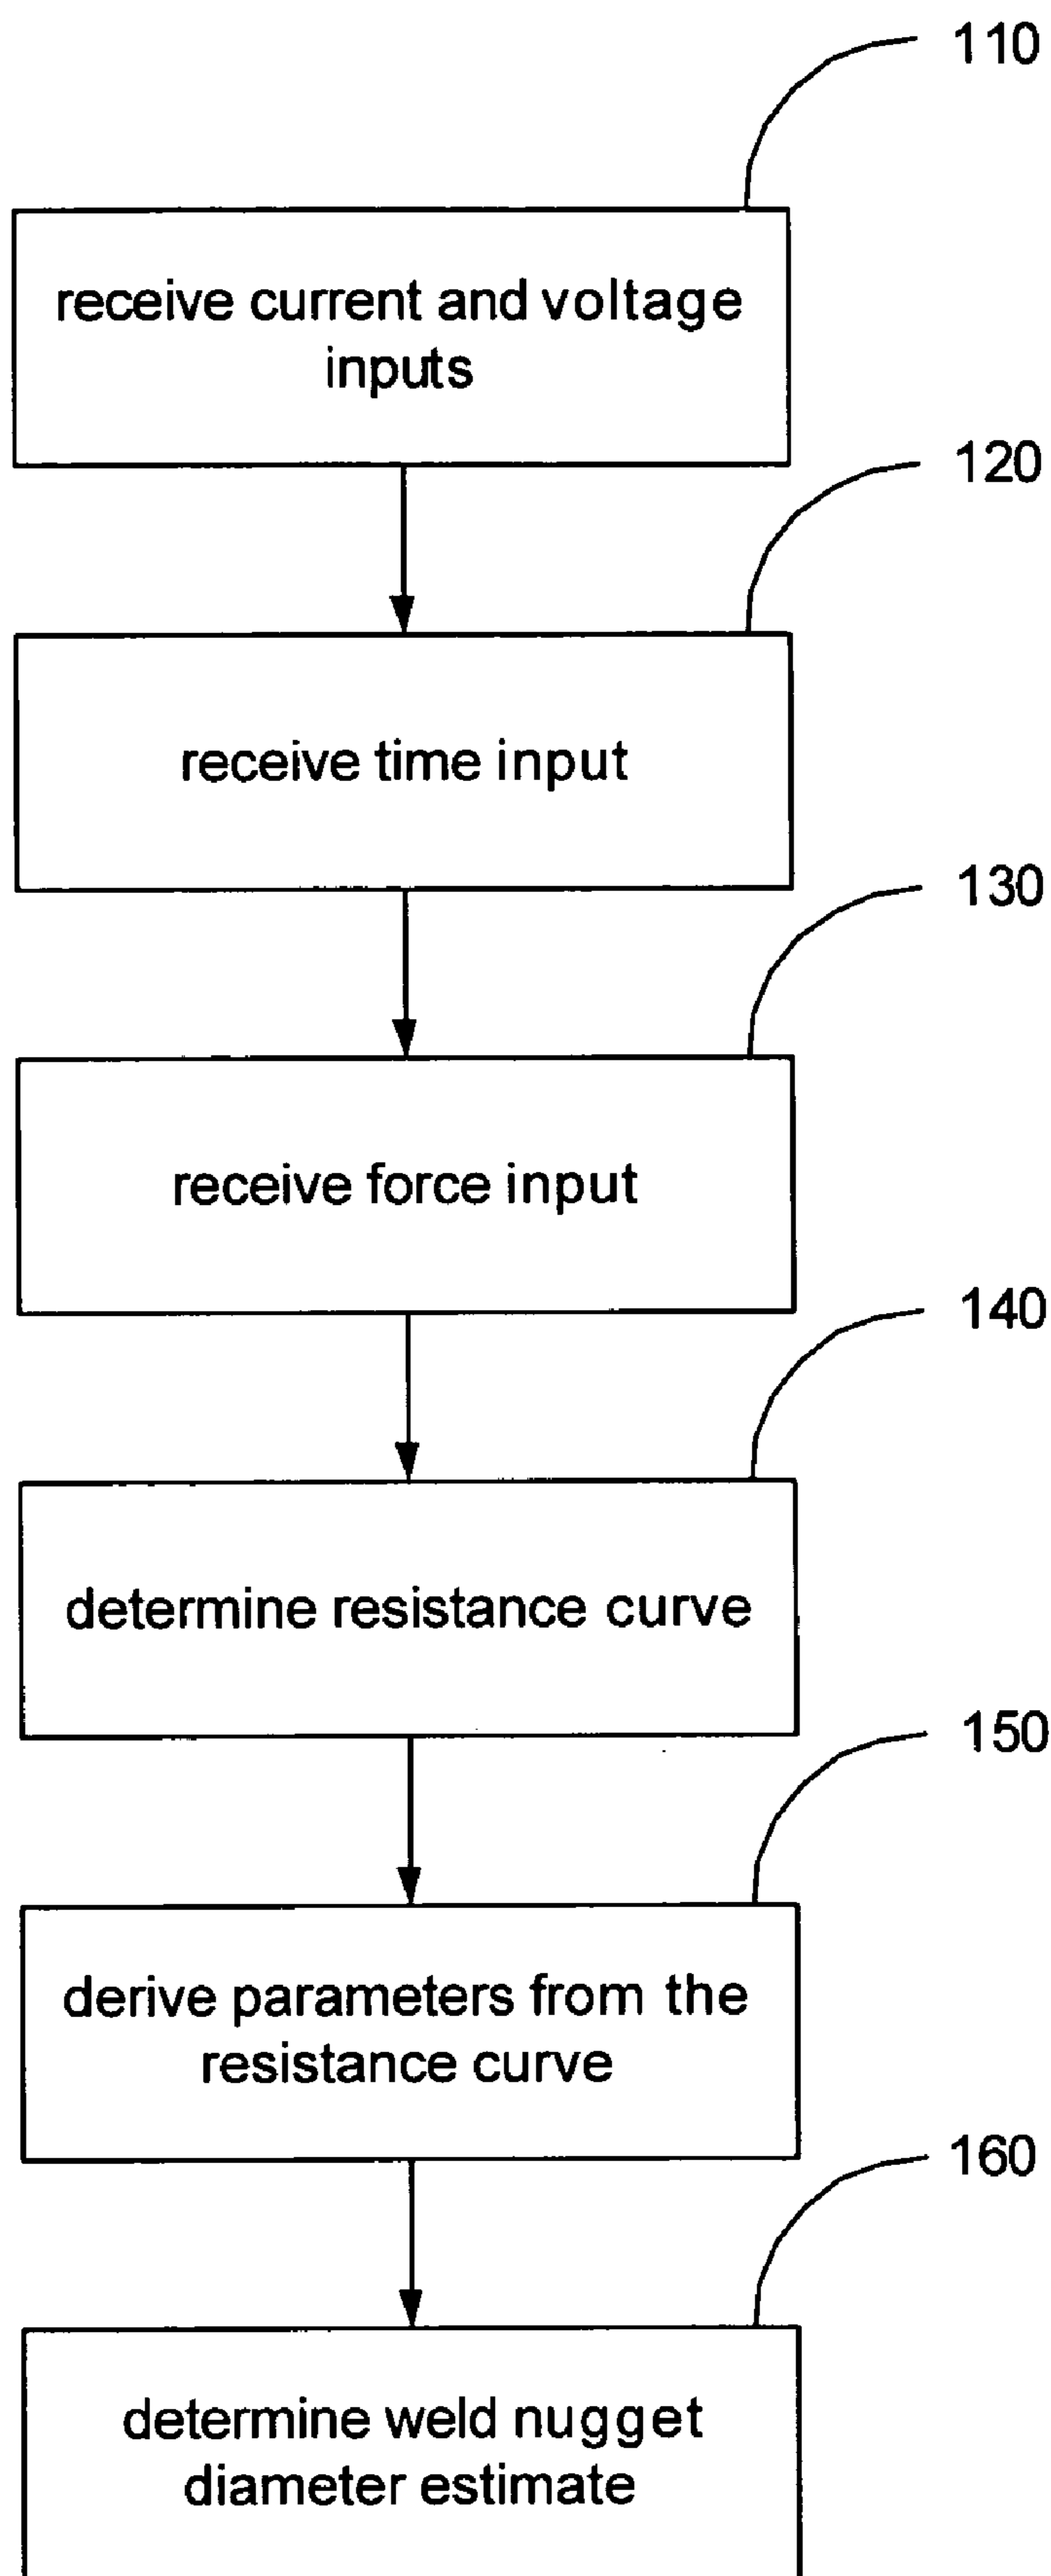 110
receive current and voltage
inputs
120
receive time input
130
receive force input
140
determine resistance curve
150
derive parameters from the
resistance curve
160
determine weld nugget
diameter estimate